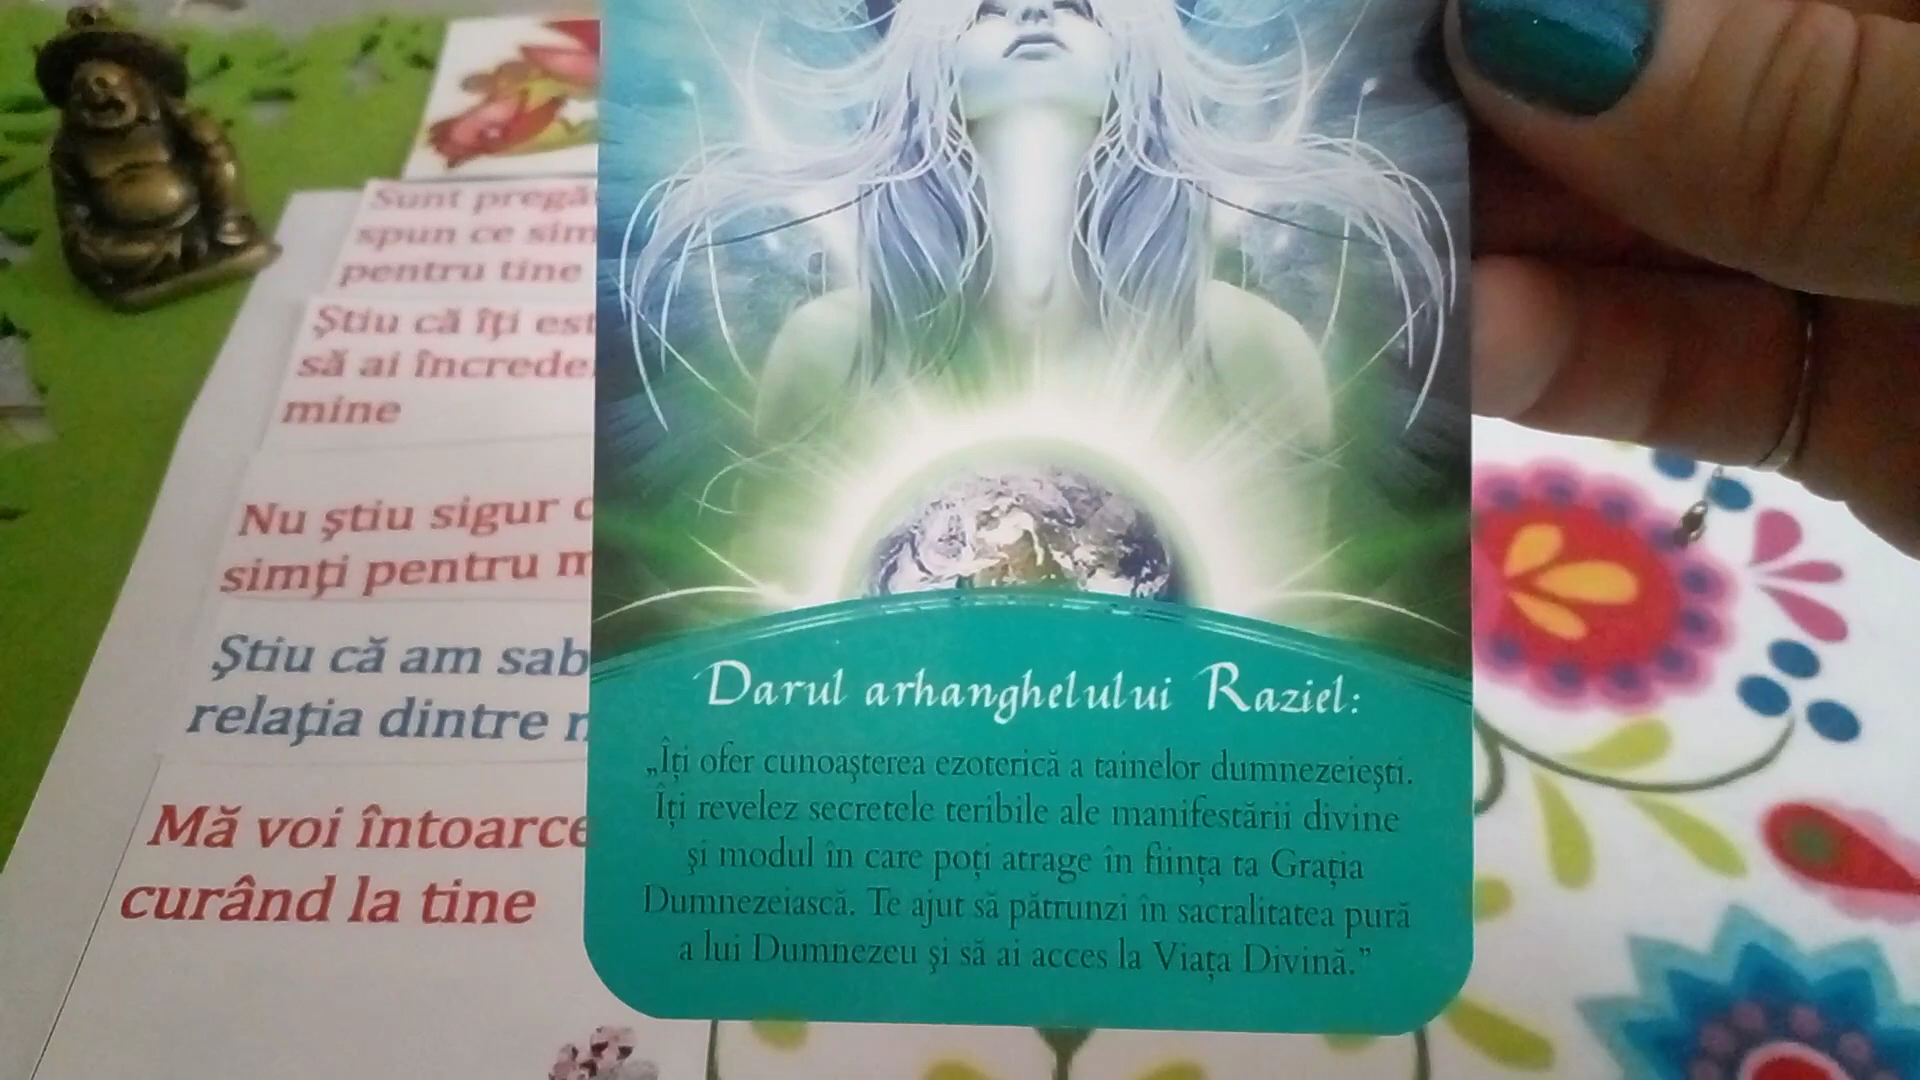 Sunt pregă
spun ce sim
pentru tine
Ştiu că îţi est
să ai încrede
mine
Nu ştiu sigur
simţi pentru m
Ştiu că am sab
relaţia dintre n
Mă voi întoarce
curând la tine
Darul arhanghelului Raziel:
„Îţi ofer cunoaşterea ezoterică a tainelor dumnezeieşti.
Îţi revelez secretele teribile ale manifestării divine
şi modul în care poţi atrage în fiinţa ta Graţia
Dumnezeiască. Te ajut să pătrunzi în sacralitatea pură
a lui Dumnezeu şi să ai acces la Viaţa Divină.”